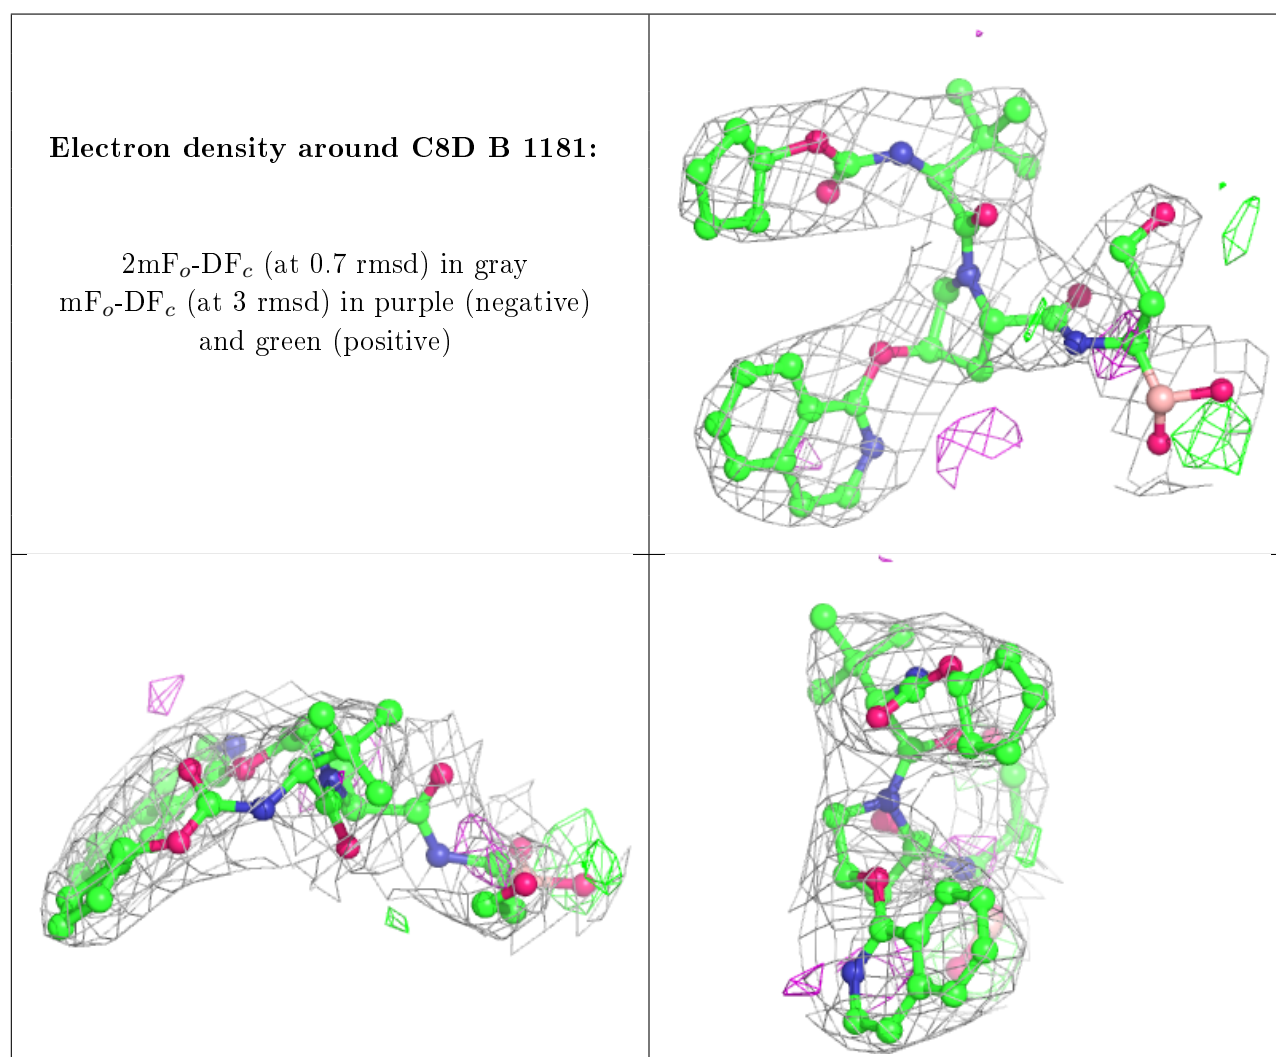 Electron density around C8D B 1181:
2mFo-DFc (at 0.7 rmsd) in gray
mFo-DFc (at 3 rmsd) in purple (negative)
and green (positive)